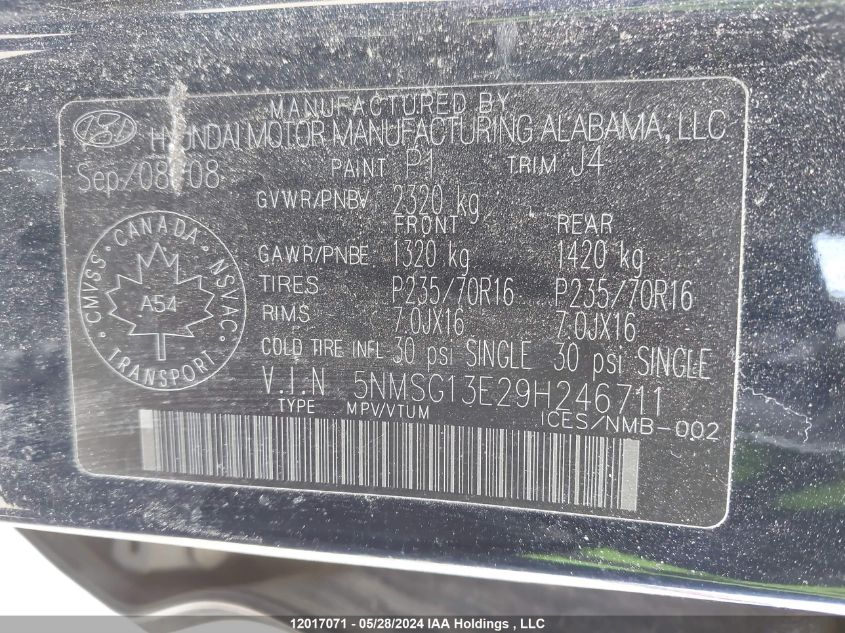 MANUFACTURED BY
HYUNDAI MOTOR MANUFACTURING ALABAMA, LLC
Sep/08/08 PAINT P1 TRIM J4
GVWR/PNBV 2320 kg
FRONT REAR
GAWR/PNBE 1320 kg 1420 kg
TIRES P235/70R16 P235/70R16
RIMS 7.0JX16 7.0JX16
COLD TIRE INFL 30 psi SINGLE 30 psi SINGLE
V.I.N 5NMSG13E29H246711
TYPE MPV/VTUM ICES/NMB-002
CANADA
CMVSS NSVAC
A54
TRANSPORT
12017071 - 05/28/2024 IAA Holdings , LLC